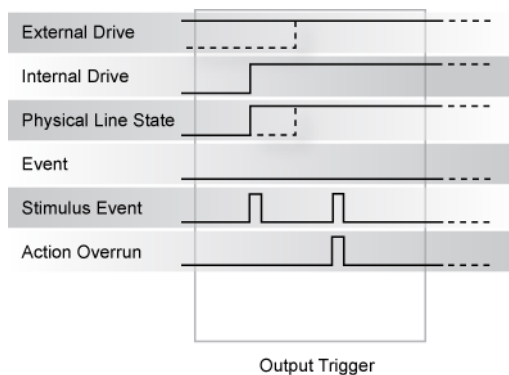 External Drive
Internal Drive
Physical Line State
Event
Stimulus Event
Action Overrun
Output Trigger